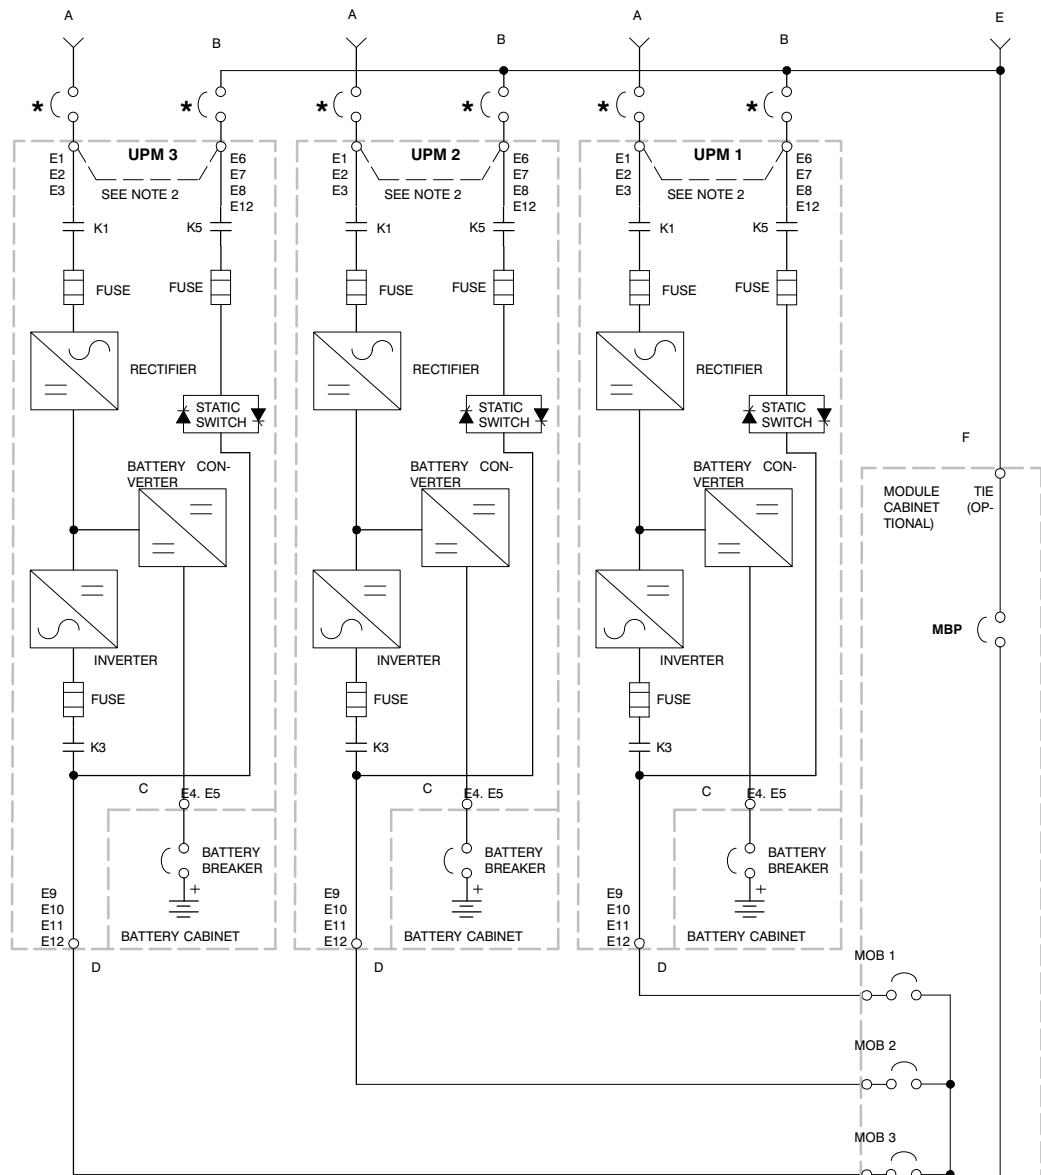 A
B
A
B
A
B
E
*
*
*
*
*
*
UPM 3
UPM 2
UPM 1
E1
E2
E3
E6
E7
E8
E12
SEE NOTE 2
E1
E2
E3
E6
E7
E8
E12
SEE NOTE 2
E1
E2
E3
E6
E7
E8
E12
SEE NOTE 2
K1
K5
K1
K5
K1
K5
FUSE
FUSE
FUSE
FUSE
FUSE
FUSE
RECTIFIER
RECTIFIER
RECTIFIER
STATIC
SWITCH
STATIC
SWITCH
STATIC
SWITCH
F
BATTERY CON-
VERTER
BATTERY CON-
VERTER
BATTERY CON-
VERTER
MODULE TIE
CABINET (OP-
TIONAL)
MBP
INVERTER
INVERTER
INVERTER
FUSE
FUSE
FUSE
K3
K3
K3
C
E4. E5
C
E4. E5
C
E4. E5
BATTERY
BREAKER
BATTERY
BREAKER
BATTERY
BREAKER
+
+
+
E9
E10
E11
E12
BATTERY CABINET
E9
E10
E11
E12
BATTERY CABINET
E9
E10
E11
E12
BATTERY CABINET
D
D
D
MOB 1
MOB 2
MOB 3